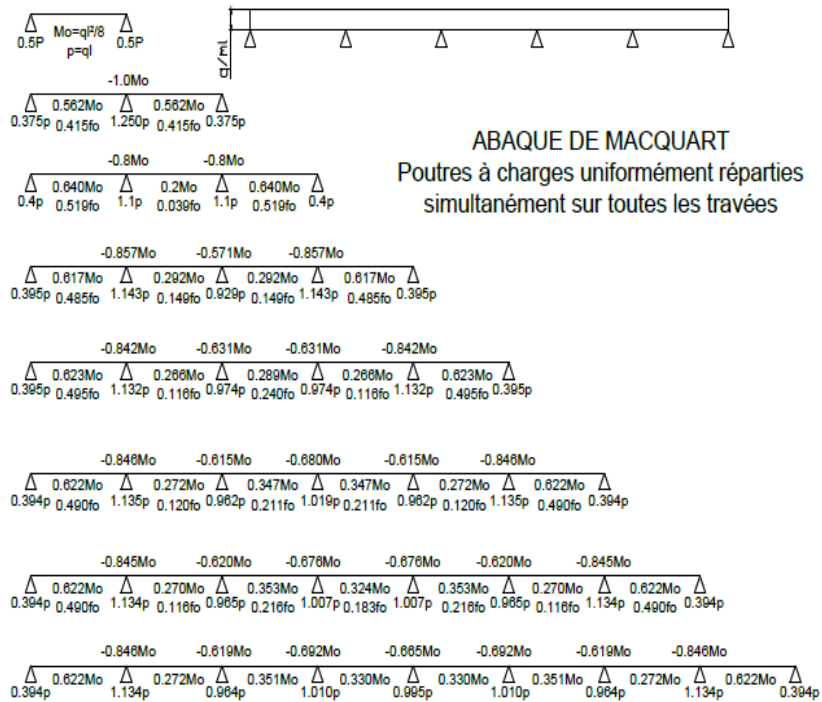 Mo=ql²/8
0.5P p=ql 0.5P
q/ml
ABAQUE DE MACQUART
Poutres à charges uniformément réparties
simultanément sur toutes les travées
-1.0Mo
0.562Mo 0.562Mo
0.375p 0.415fo 1.250p 0.415fo 0.375p
-0.8Mo -0.8Mo
0.640Mo 0.2Mo 0.640Mo
0.4p 0.519fo 1.1p 0.039fo 1.1p 0.519fo 0.4p
-0.857Mo -0.571Mo -0.857Mo
0.617Mo 0.292Mo 0.292Mo 0.617Mo
0.395p 0.485fo 1.143p 0.149fo 0.929p 0.149fo 1.143p 0.485fo 0.395p
-0.842Mo -0.631Mo -0.631Mo -0.842Mo
0.623Mo 0.266Mo 0.289Mo 0.266Mo 0.623Mo
0.395p 0.495fo 1.132p 0.116fo 0.974p 0.240fo 0.974p 0.116fo 1.132p 0.495fo 0.395p
-0.846Mo -0.615Mo -0.680Mo -0.615Mo -0.846Mo
0.622Mo 0.272Mo 0.347Mo 0.347Mo 0.272Mo 0.622Mo
0.394p 0.490fo 1.135p 0.120fo 0.962p 0.211fo 1.019p 0.211fo 0.962p 0.120fo 1.135p 0.490fo 0.394p
-0.845Mo -0.620Mo -0.676Mo -0.676Mo -0.620Mo -0.845Mo
0.622Mo 0.270Mo 0.353Mo 0.324Mo 0.353Mo 0.270Mo 0.622Mo
0.394p 0.490fo 1.134p 0.116fo 0.965p 0.216fo 1.007p 0.183fo 1.007p 0.216fo 0.965p 0.116fo 1.134p 0.490fo 0.394p
-0.846Mo -0.619Mo -0.692Mo -0.665Mo -0.692Mo -0.619Mo -0.846Mo
0.622Mo 0.272Mo 0.351Mo 0.330Mo 0.330Mo 0.351Mo 0.272Mo 0.622Mo
0.394p 1.134p 0.964p 1.010p 0.995p 1.010p 0.964p 1.134p 0.394p